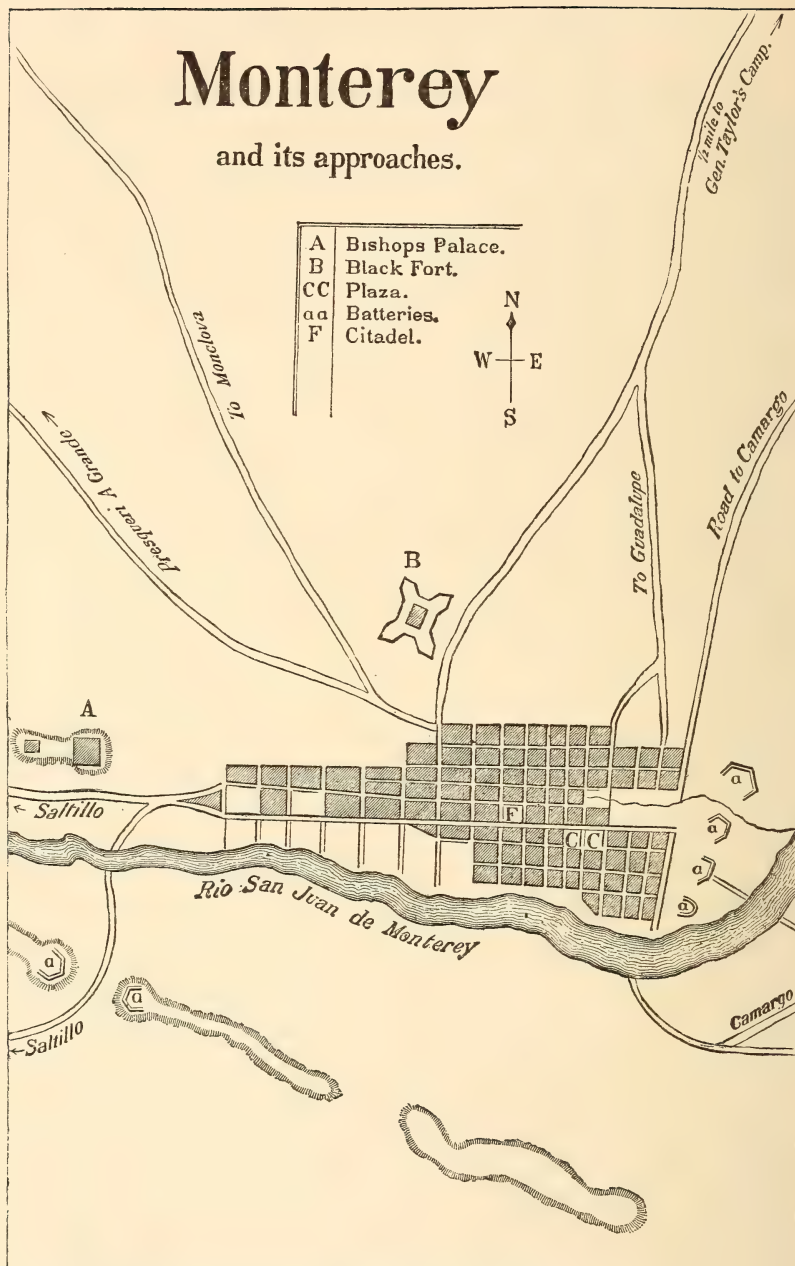 Monterey
and its approaches.
½ mile to
Gen. Taylor's Camp.
A Bishops Palace.
B Black Fort.
CC Plaza.
aa Batteries.
F Citadel.
N
W E
S
To Monclova
Presqueri A Grande
To Guadalupe
Road to Camargo
B
A
a
Saltillo
F
a
C C
a
a
Rio San Juan de Monterey
a
a
Camargo
Saltillo